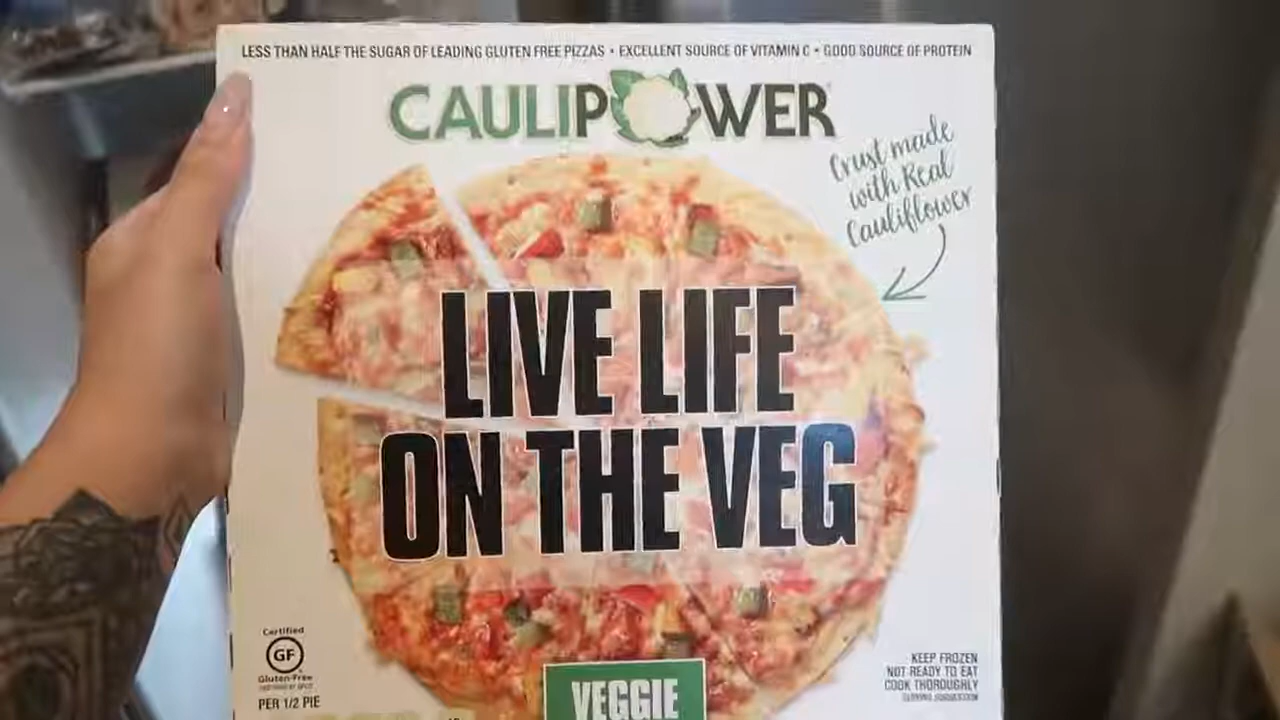 LESS THAN HALF THE SUGAR OF LEADING GLUTEN FREE PIZZAS • EXCELLENT SOURCE OF VITAMIN C • GOOD SOURCE OF PROTEIN
CAULIPOWER
Crust made
with Real
Cauliflower
LIVE LIFE
ON THE VEG
Certified
GF
Gluten-Free
PER 1/2 PIE
KEEP FROZEN
NOT READY TO EAT
COOK THOROUGHLY
VEGGIE